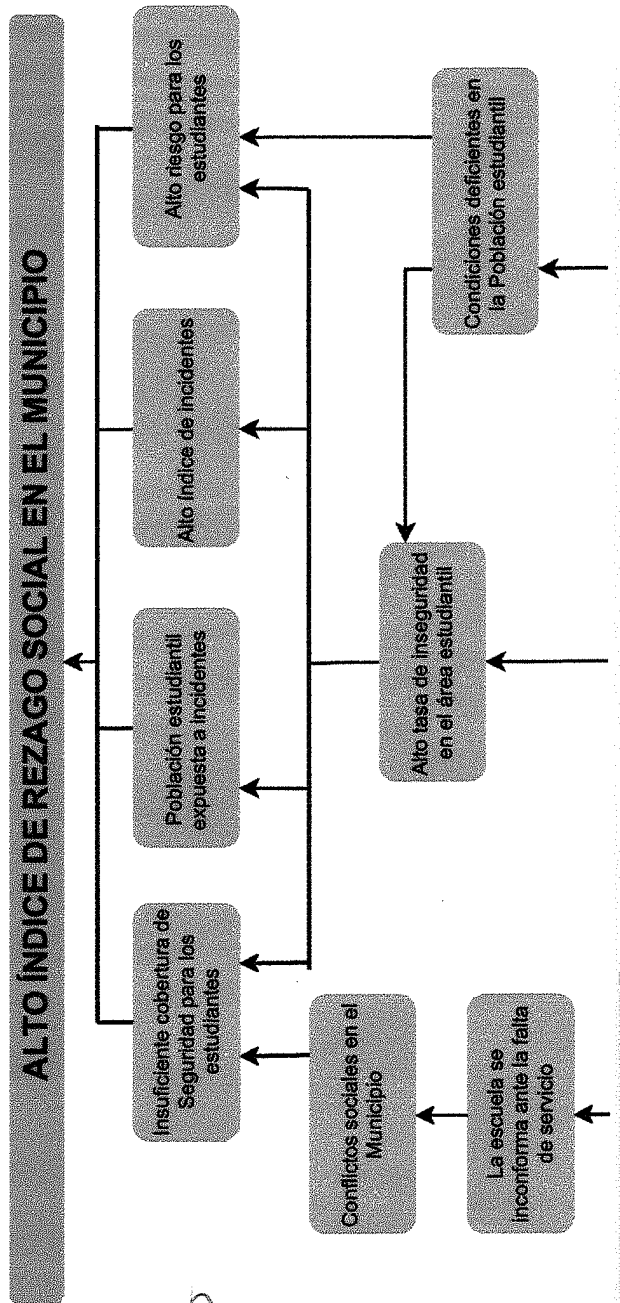 ALTO ÍNDICE DE REZAGO SOCIAL EN EL MUNICIPIO
Insuficiente cobertura de
Seguridad para los
estudiantes
Población estudiantil
expuesta a incidentes
Alto Índice de incidentes
Alto riesgo para los
estudiantes
Conflictos sociales en el
Municipio
Alto tasa de inseguridad
en el área estudiantil
Condiciones deficientes en
la Población estudiantil
La escuela se
inconforma ante la falta
de servicio